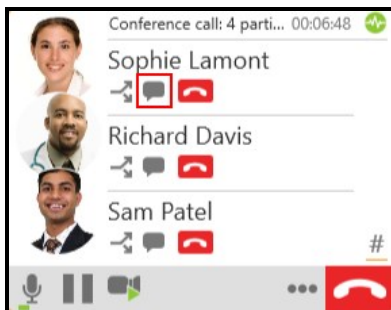 Conference call: 4 parti... 00:06:48
Sophie Lamont
Richard Davis
Sam Patel
#